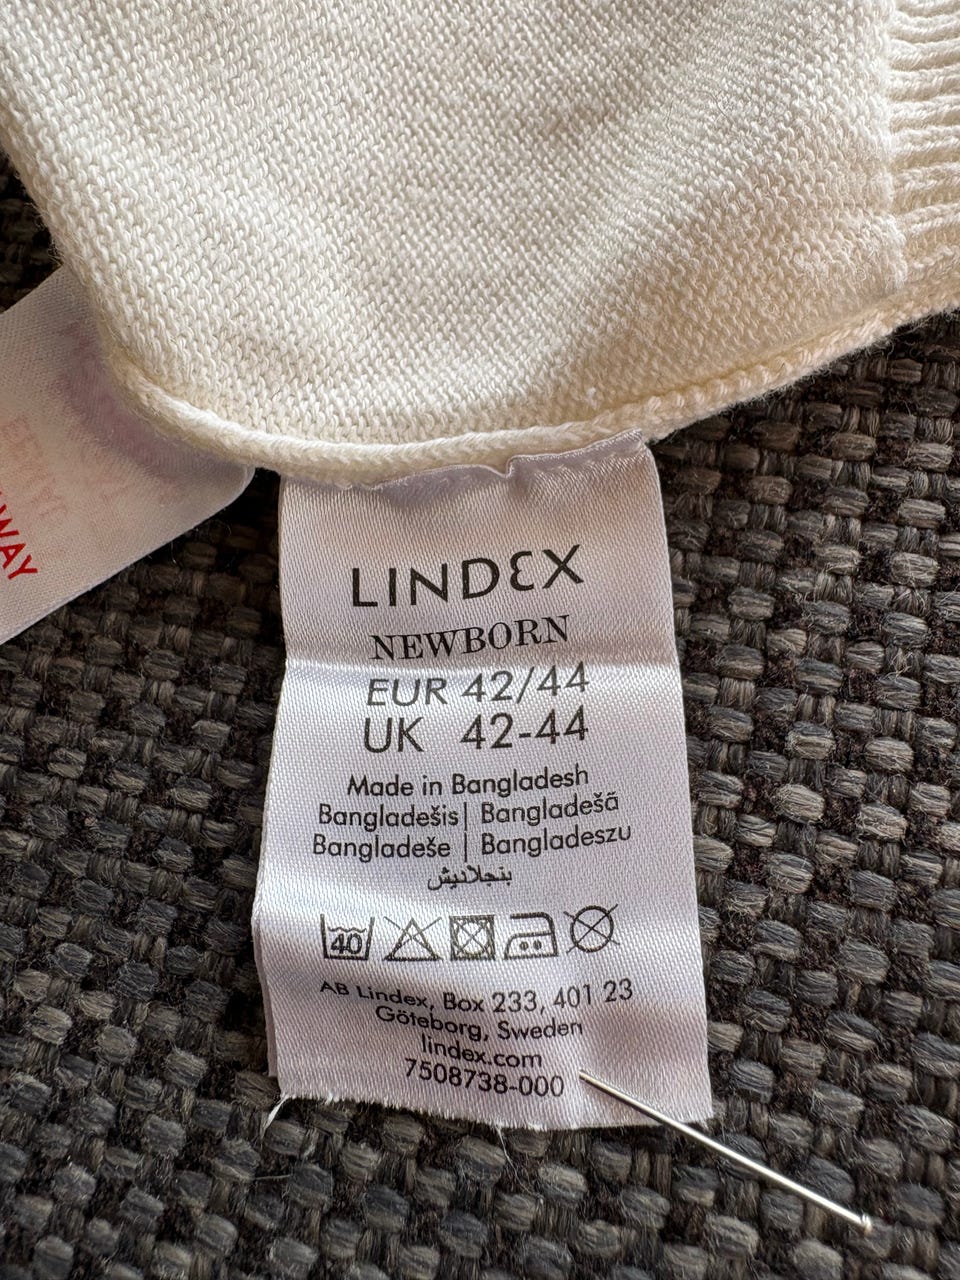 WAY
LINDEX
NEWBORN
EUR 42/44
UK 42-44
Made in Bangladesh
Bangladešis| Bangladešā
Bangladeše | Bangladeszu
بنجلاديش
40
AB Lindex, Box 233, 401 23
Göteborg, Sweden
lindex.com
7508738-000